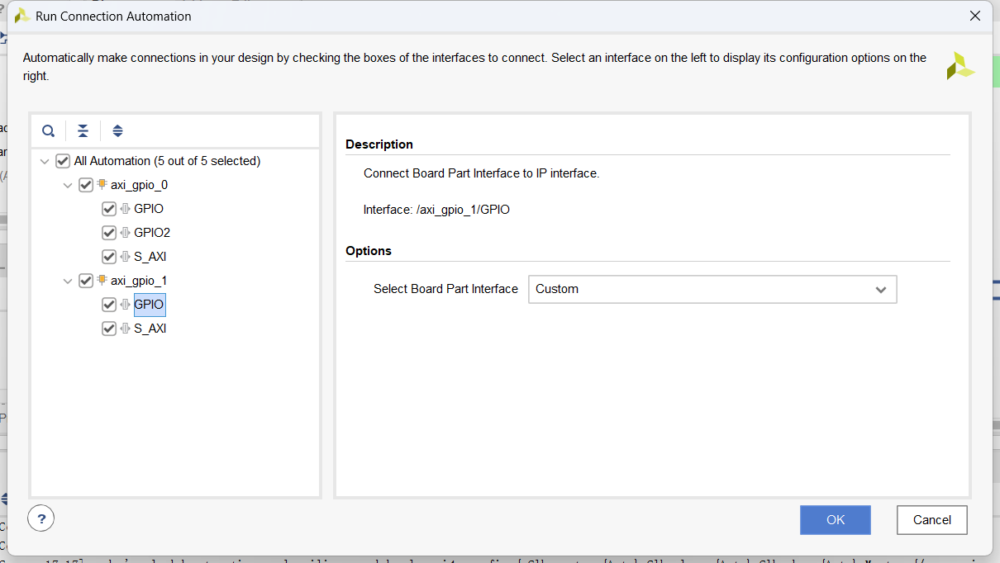 Run Connection Automation
Automatically make connections in your design by checking the boxes of the interfaces to connect. Select an interface on the left to display its configuration options on the
right.
All Automation (5 out of 5 selected)
axi_gpio_0
GPIO
GPIO2
S_AXI
axi_gpio_1
GPIO
S_AXI
Description
Connect Board Part Interface to IP interface.
Interface: /axi_gpio_1/GPIO
Options
Select Board Part Interface
Custom
?
OK
Cancel